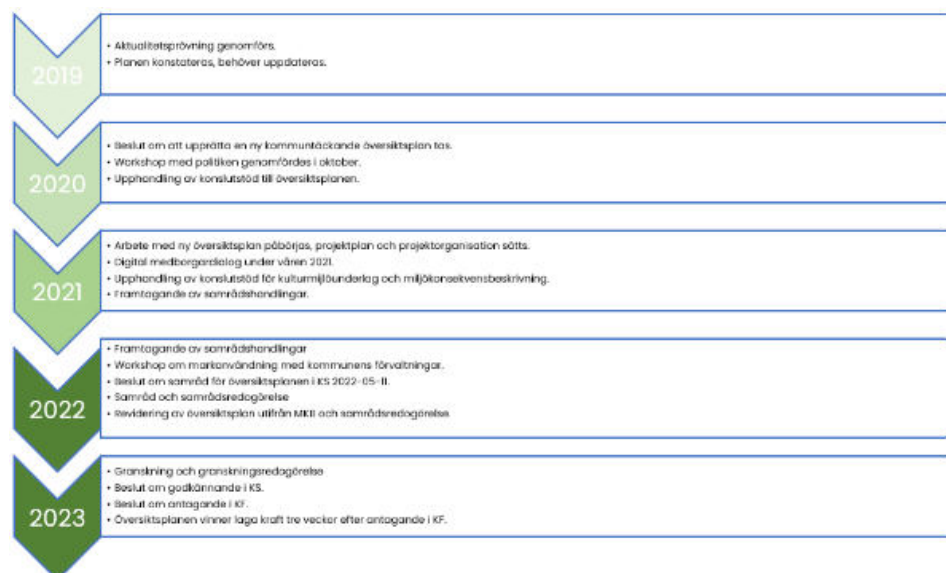 2019
• Aktualitetsprövning genomförs.
• Planen konstateras, behöver uppdateras.
2020
• Beslut om att upprätta en ny kommuntäckande översiktsplan tas.
• Workshop med politiken genomfördes i oktober.
• Upphandling av konslutstöd till översiktsplanen.
2021
• Arbete med ny översiktsplan påbörjas, projektplan och projektorganisation sätts.
• Digital medborgardialog under våren 2021.
• Upphandling av konslutstöd för kulturmiljöunderlag och miljökonsekvensbeskrivning.
• Framtagande av samrådshandlingar.
2022
• Framtagande av samrådshandlingar
• Workshop om markanvändning med kommunens förvaltningar.
• Beslut om samråd för översiktsplanen i KS 2022-05-11.
• Samråd och samrådsredogörelse
• Revidering av översiktsplan utifrån och samrådsredogörelse
2023
• Granskning och granskningsredogörelse
• Beslut om godkännande i KS.
• Beslut om antagande i KF.
• Översiktsplanen vinner laga kraft tre veckor efter antagande i KF.